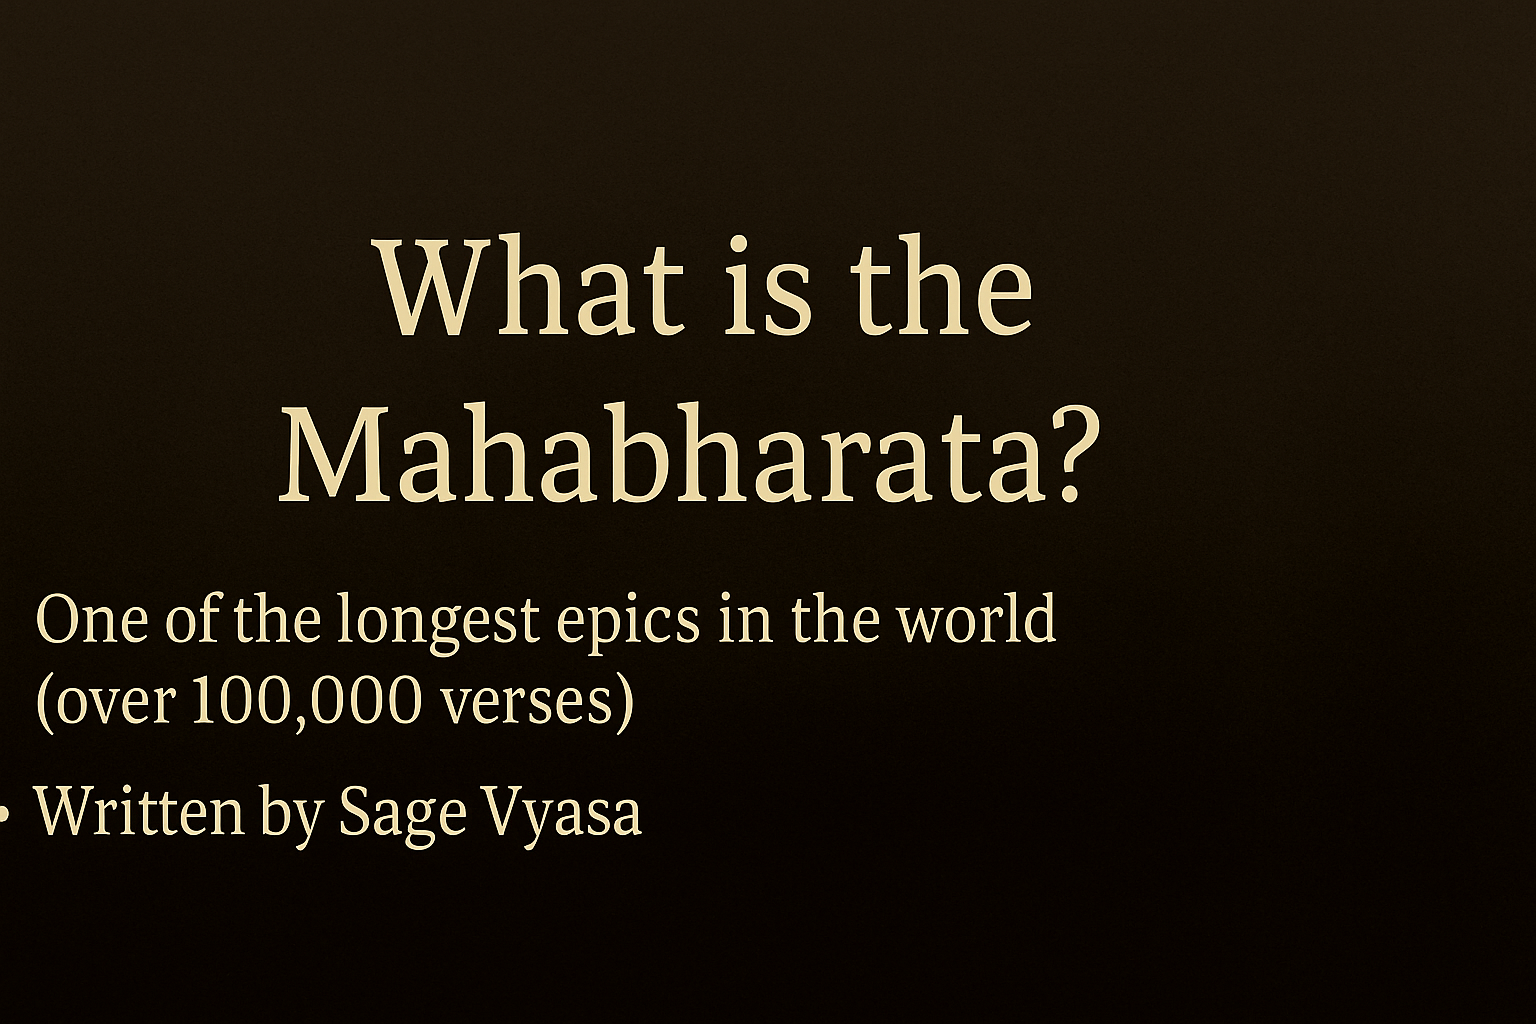 What is the
Mahabharata?
One of the longest epics in the world
(over 100,000 verses)
• Written by Sage Vyasa